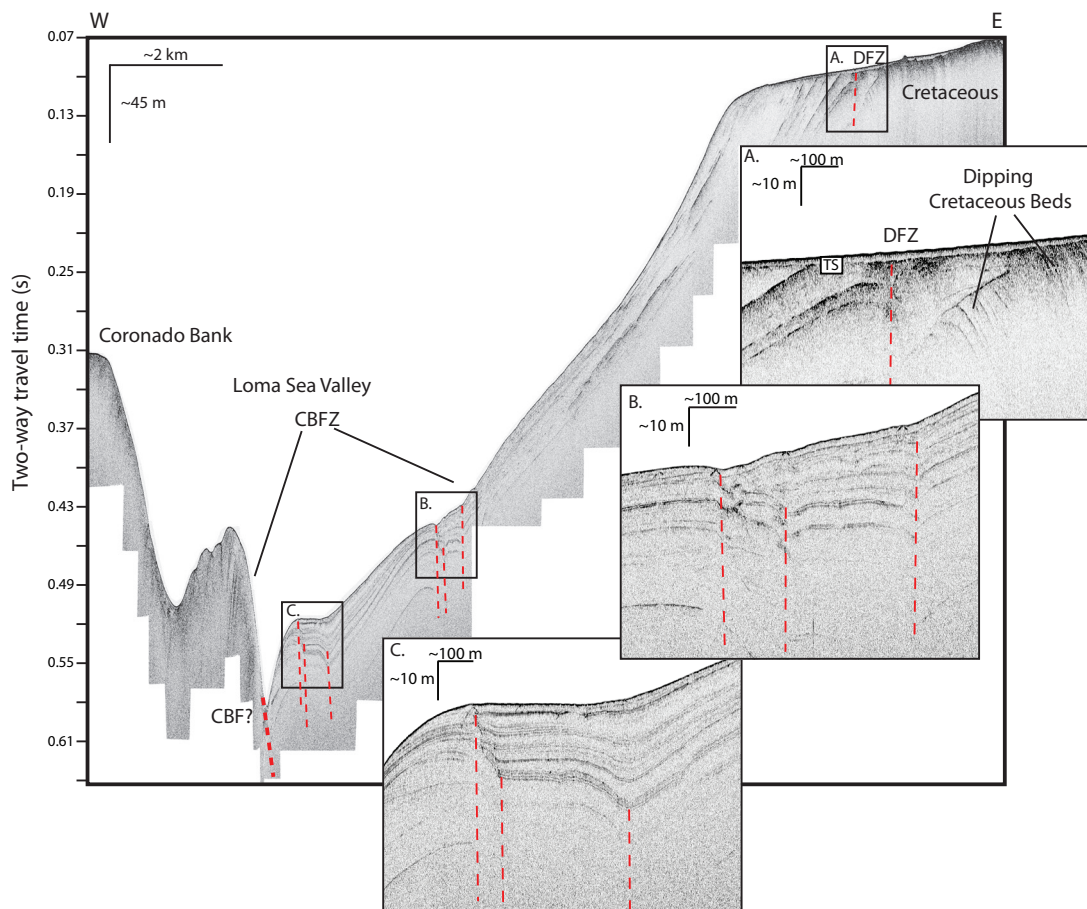 W
E
Two-way travel time (s)
0.07
0.13
0.19
0.25
0.31
0.37
0.43
0.49
0.55
0.61
~2 km
~45 m
A. DFZ
Cretaceous
Coronado Bank
Loma Sea Valley
CBFZ
B.
C.
CBF?
A.
~100 m
~10 m
Dipping
Cretaceous Beds
DFZ
TS
B.
~100 m
~10 m
C.
~100 m
~10 m